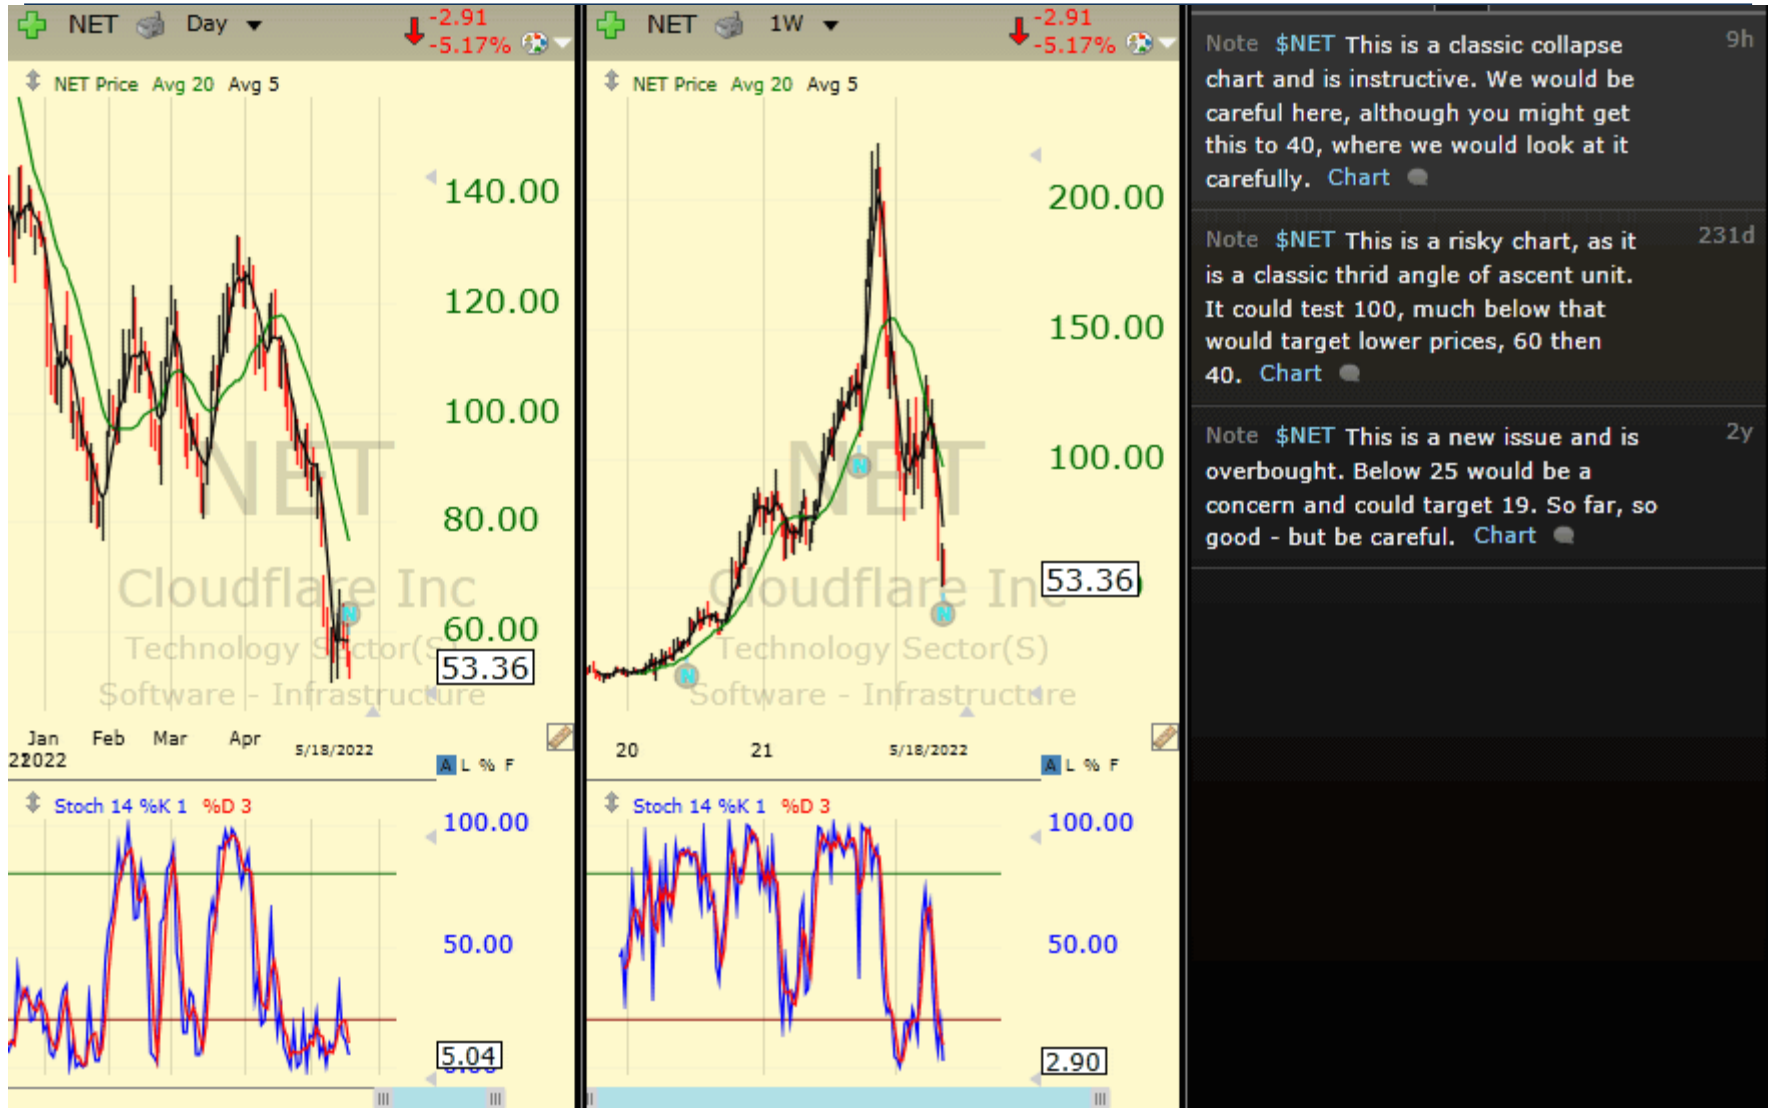 NET Day -2.91
-5.17%
NET Price Avg 20 Avg 5
140.00
120.00
100.00
80.00
60.00
53.36
NET
Cloudflare Inc
Technology Sector(S)
Software - Infrastructure
Jan Feb Mar Apr 5/18/2022
2022
A L % F
Stoch 14 %K 1 %D 3
100.00
50.00
5.04
N
NET 1W -2.91
-5.17%
NET Price Avg 20 Avg 5
200.00
150.00
100.00
53.36
NET
Cloudflare Inc
Technology Sector(S)
Software - Infrastructure
N
N
N
20 21 5/18/2022
A L % F
Stoch 14 %K 1 %D 3
100.00
50.00
2.90
Note $NET This is a classic collapse 9h
chart and is instructive. We would be
careful here, although you might get
this to 40, where we would look at it
carefully. Chart
Note $NET This is a risky chart, as it 231d
is a classic thrid angle of ascent unit.
It could test 100, much below that
would target lower prices, 60 then
40. Chart
Note $NET This is a new issue and is 2y
overbought. Below 25 would be a
concern and could target 19. So far, so
good - but be careful. Chart